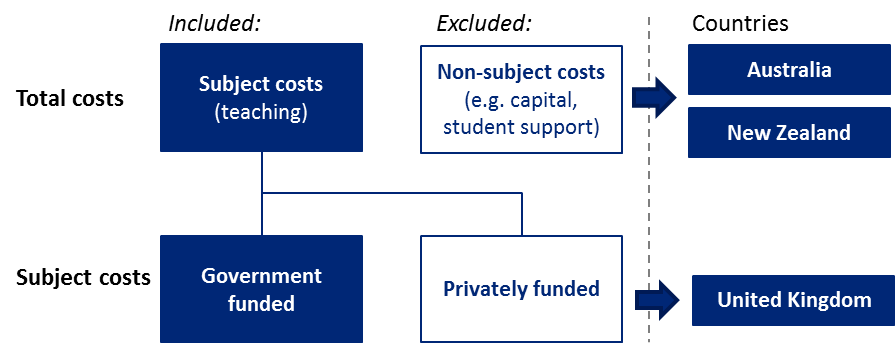 Included:
Excluded:
Countries
Total costs
Subject costs
(teaching)
Non-subject costs
(e.g. capital,
student support)
Australia
New Zealand
Subject costs
Government
funded
Privately funded
United Kingdom